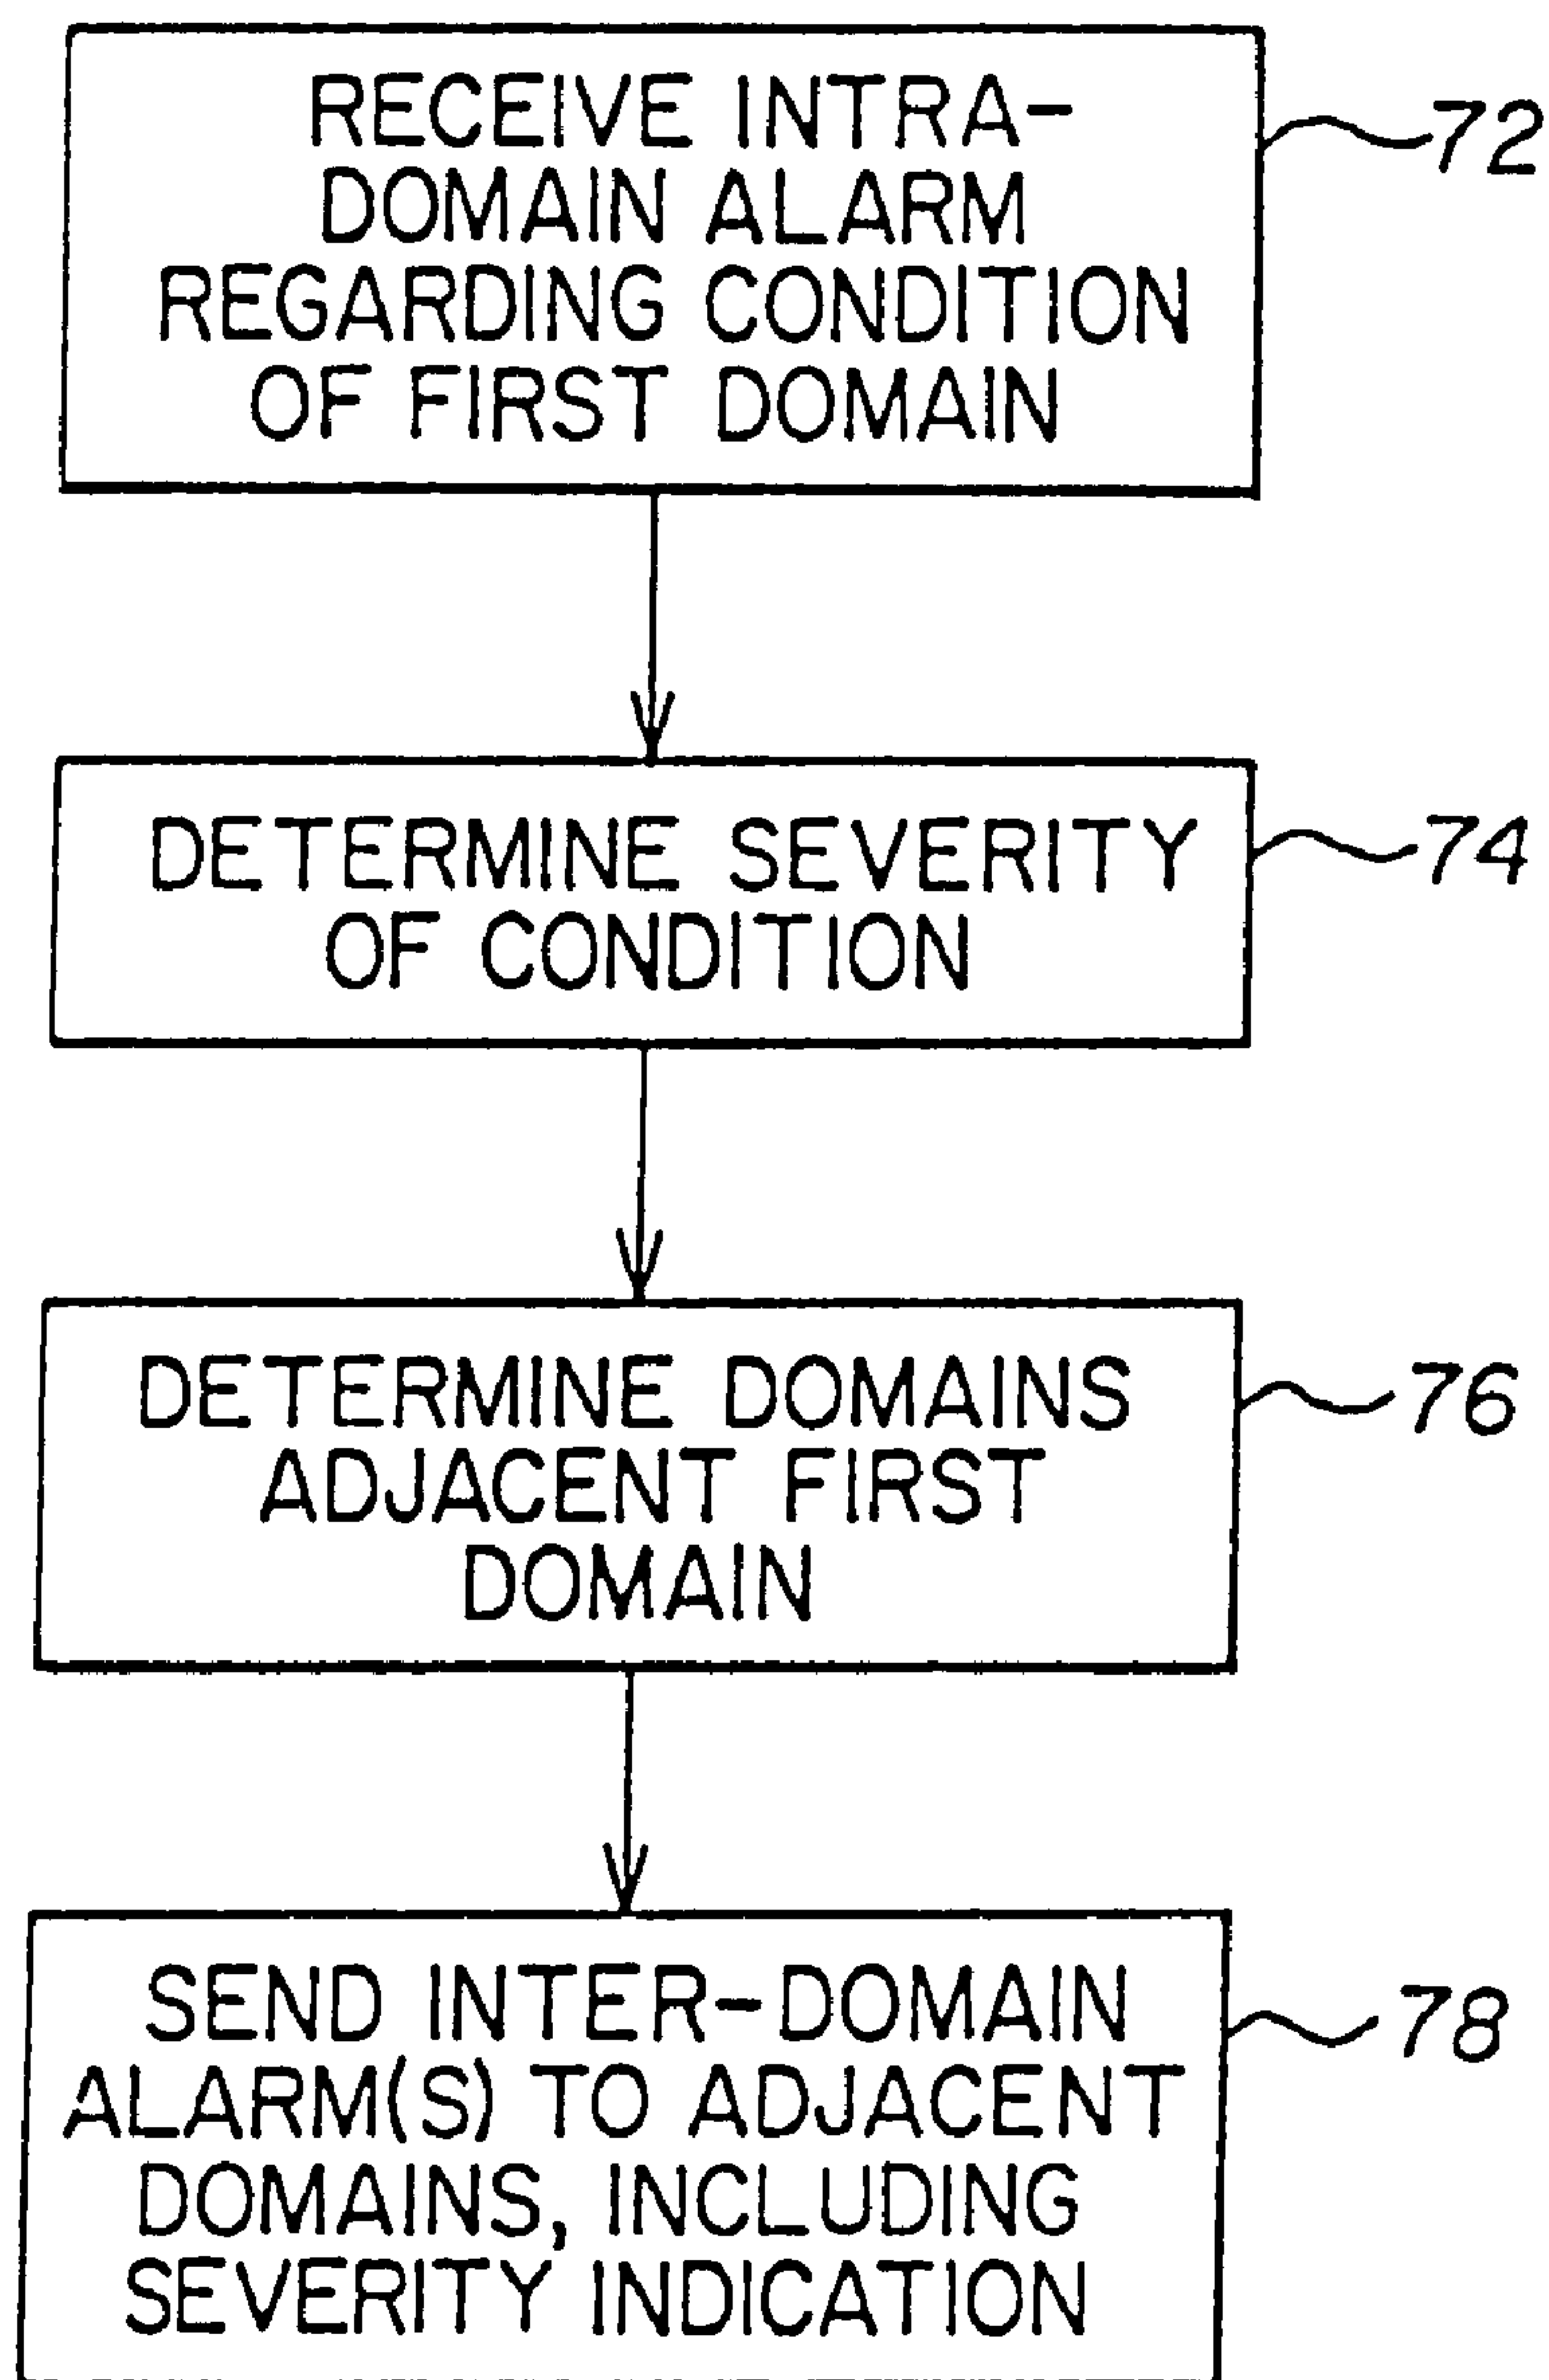 RECEIVE INTRA-
DOMAIN ALARM
REGARDING CONDITION
OF FIRST DOMAIN
72
DETERMINE SEVERITY
OF CONDITION
74
DETERMINE DOMAINS
ADJACENT FIRST
DOMAIN
76
SEND INTER-DOMAIN
ALARM(S) TO ADJACENT
DOMAINS, INCLUDING
SEVERITY INDICATION
78